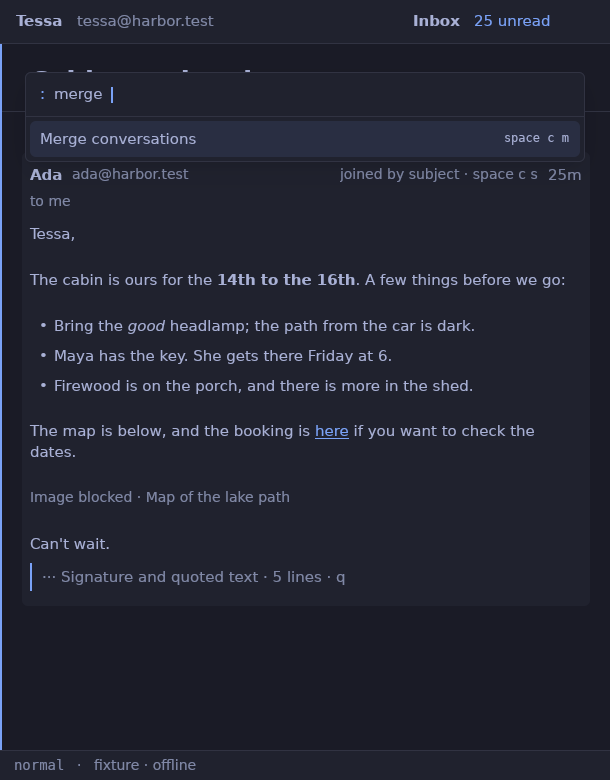 Tessa tessa@harbor.test Inbox 25 unread
: merge
Merge conversations space c m
Ada ada@harbor.test joined by subject · space c s 25m
to me
Tessa,
The cabin is ours for the 14th to the 16th. A few things before we go:
• Bring the good headlamp; the path from the car is dark.
• Maya has the key. She gets there Friday at 6.
• Firewood is on the porch, and there is more in the shed.
The map is below, and the booking is here if you want to check the
dates.
Image blocked · Map of the lake path
Can't wait.
··· Signature and quoted text · 5 lines · q
normal · fixture · offline